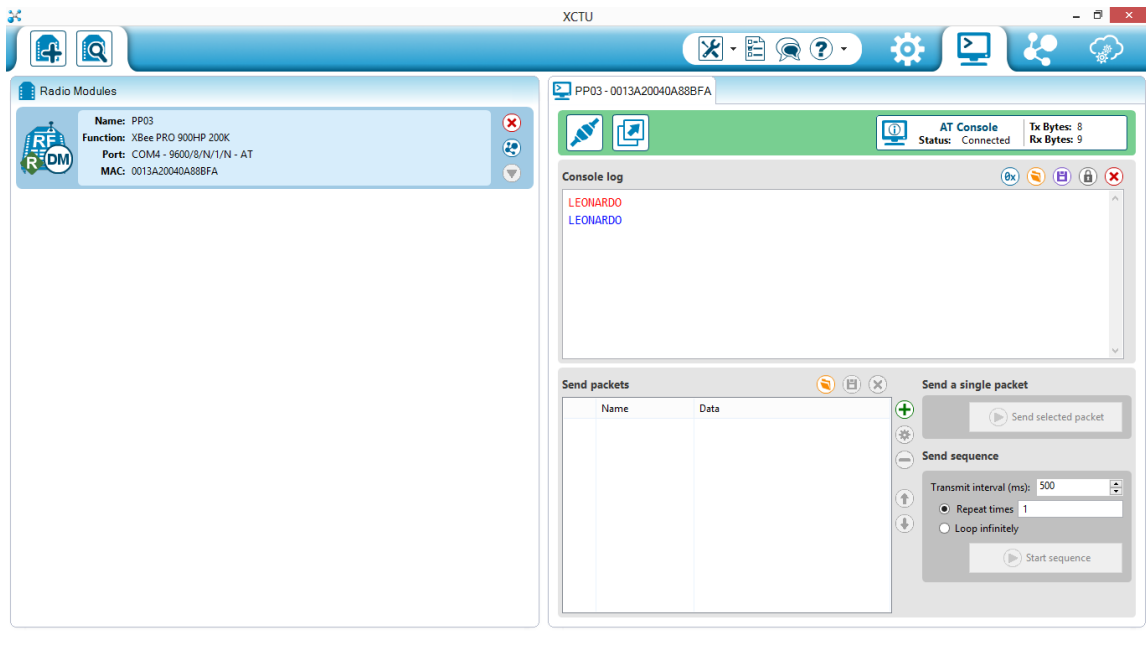 XCTU
Radio Modules
Name: PP03
Function: XBee PRO 900HP 200K
Port: COM4 - 9600/8/N/1/N - AT
MAC: 0013A20040A88BFA
RF
R
DM
PP03 - 0013A20040A88BFA
AT Console
Status: Connected
Tx Bytes: 8
Rx Bytes: 9
Console log
0x
LEONARDO
LEONARDO
Send packets
Name Data
Send a single packet
Send selected packet
Send sequence
Transmit interval (ms): 500
Repeat times 1
Loop infinitely
Start sequence